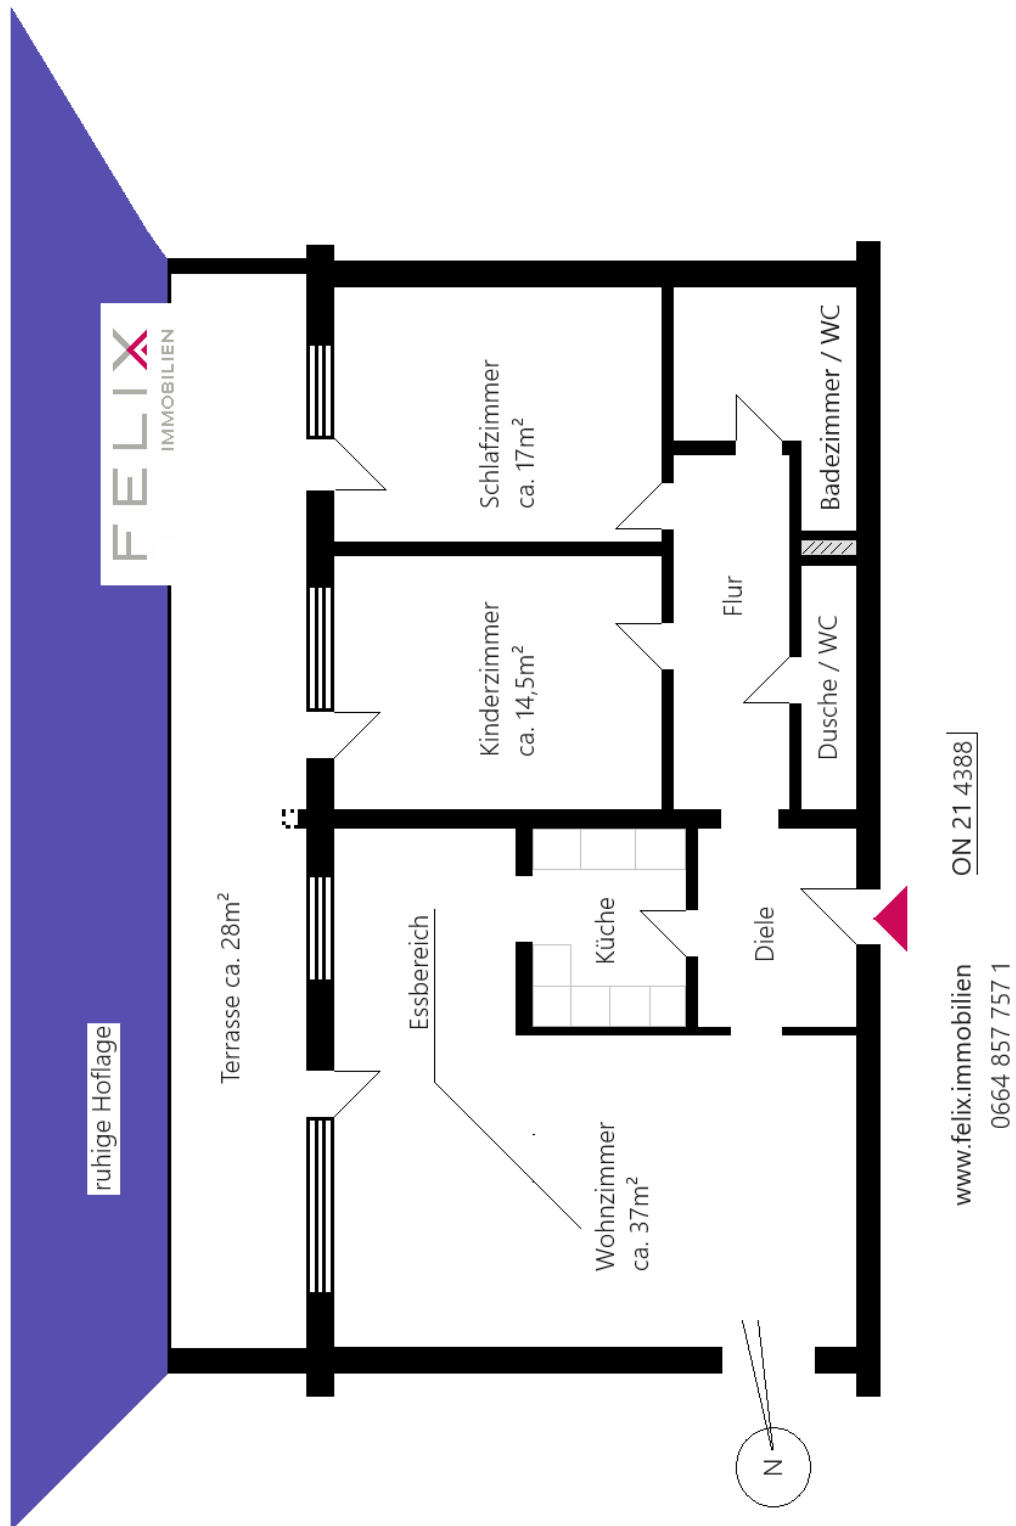 FELIX
IMMOBILIEN
ruhige Hoflage
Terrasse ca. 28m²
Essbereich
Schlafzimmer
ca. 17m²
Kinderzimmer
ca. 14,5m²
Wohnzimmer
ca. 37m²
Küche
Flur
Diele
Badezimmer / WC
Dusche / WC
N
www.felix.immobilien
0664 857 757 1
ON 21 4388